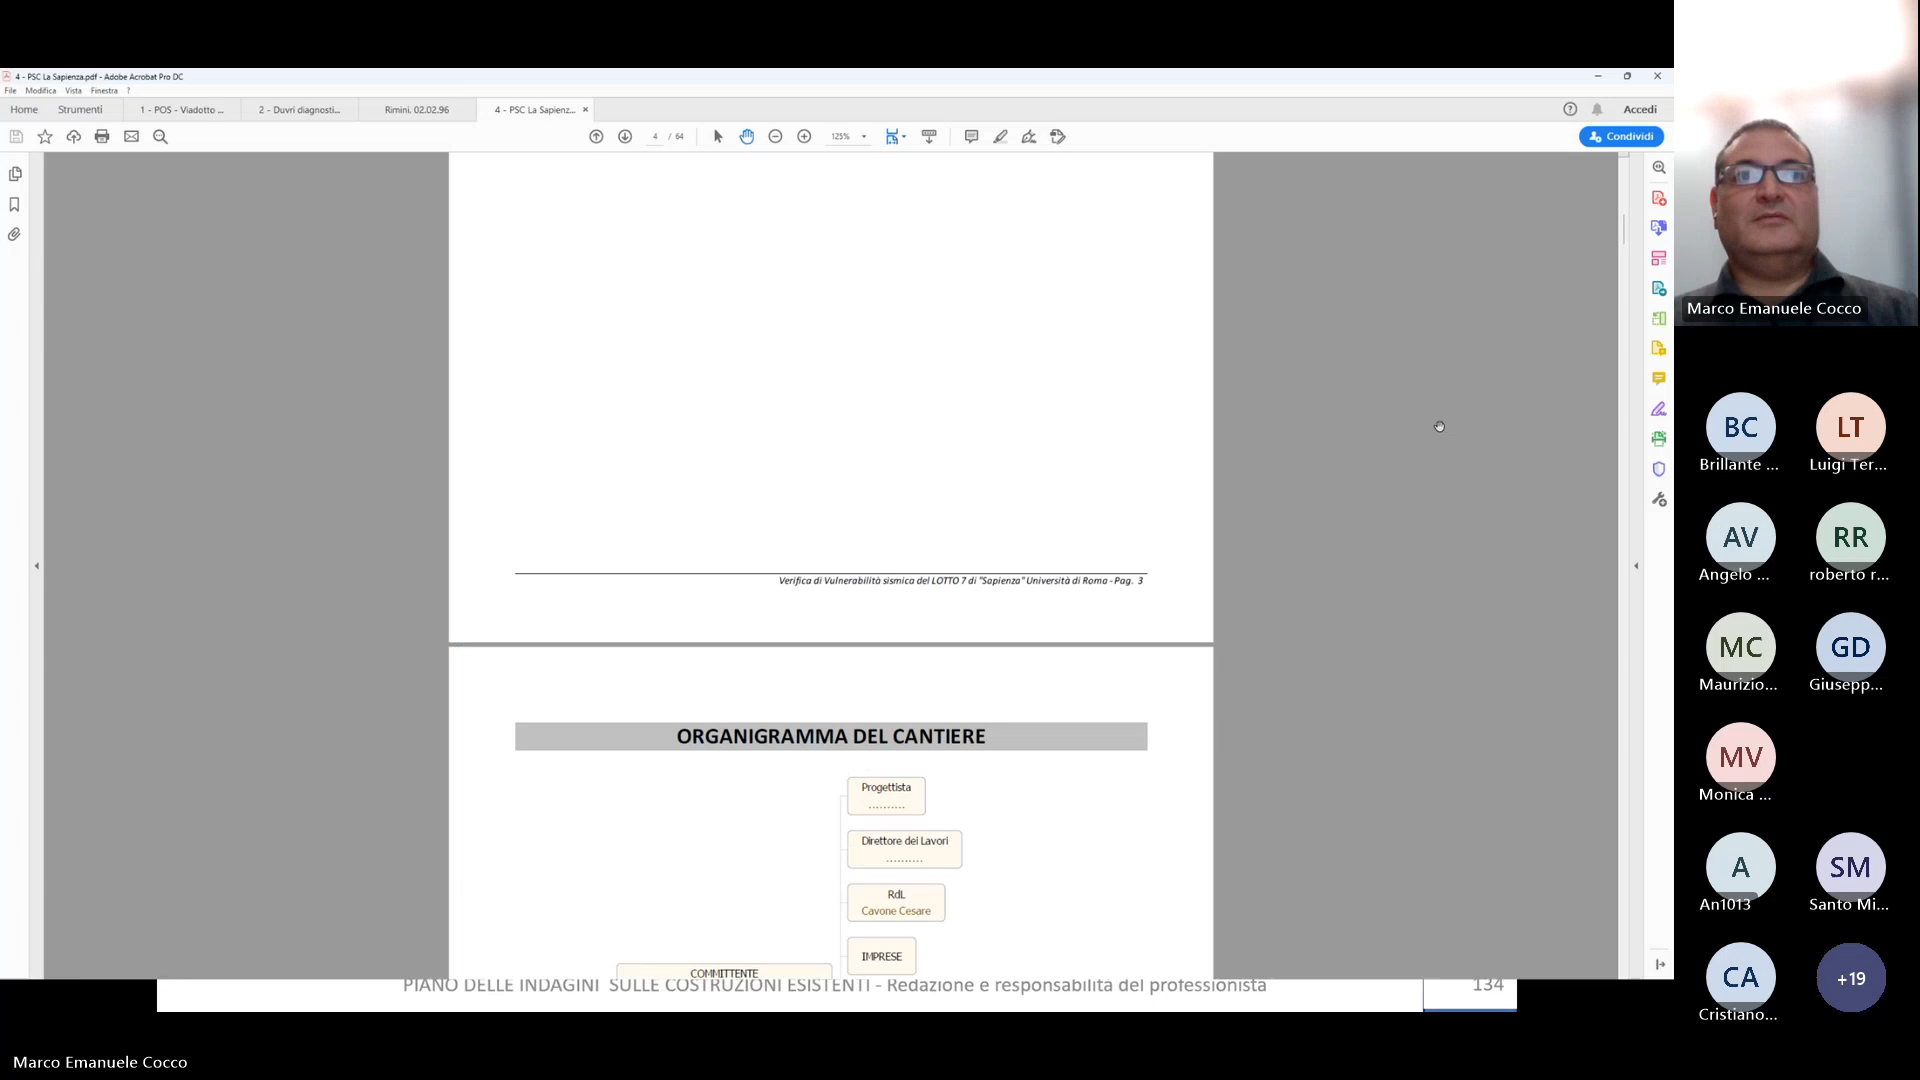 4 - PSC La Sapienza.pdf - Adobe Acrobat Pro DC
File Modifica Vista Finestra ?
Home Strumenti 1 - POS - Viadotto ... 2 - Duvri diagnosti... Rimini, 02.02.96 4 - PSC La Sapienz... × Accedi
4 / 64 125% Condividi
Verifica di Vulnerabilità sismica del LOTTO 7 di "Sapienza" Università di Roma - Pag. 3
ORGANIGRAMMA DEL CANTIERE
Progettista
..........
Direttore dei Lavori
..........
RdL
Cavone Cesare
IMPRESE
COMMITTENTE
PIANO DELLE INDAGINI SULLE COSTRUZIONI ESISTENTI - Redazione e responsabilità del professionista 134
Marco Emanuele Cocco
Marco Emanuele Cocco
BC LT
Brillante ... Luigi Ter...
AV RR
Angelo ... roberto r...
MC GD
Maurizio... Giusepp...
MV
Monica ...
A SM
An1013 Santo Mi...
CA +19
Cristiano...